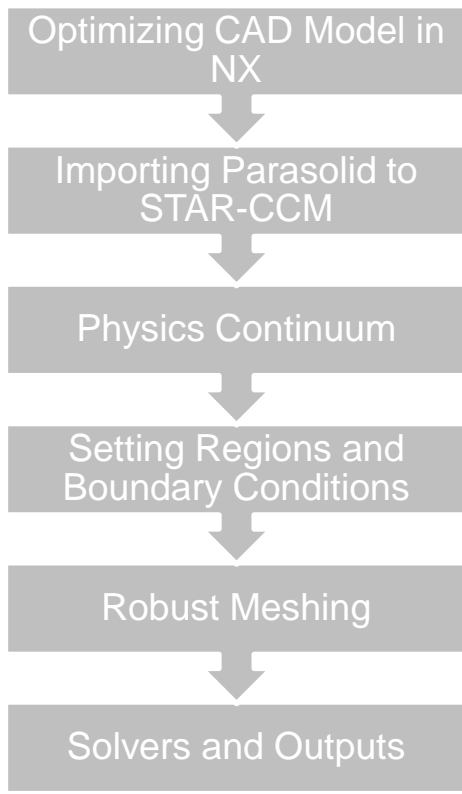 Optimizing CAD Model in
NX
Importing Parasolid to
STAR-CCM
Physics Continuum
Setting Regions and
Boundary Conditions
Robust Meshing
Solvers and Outputs